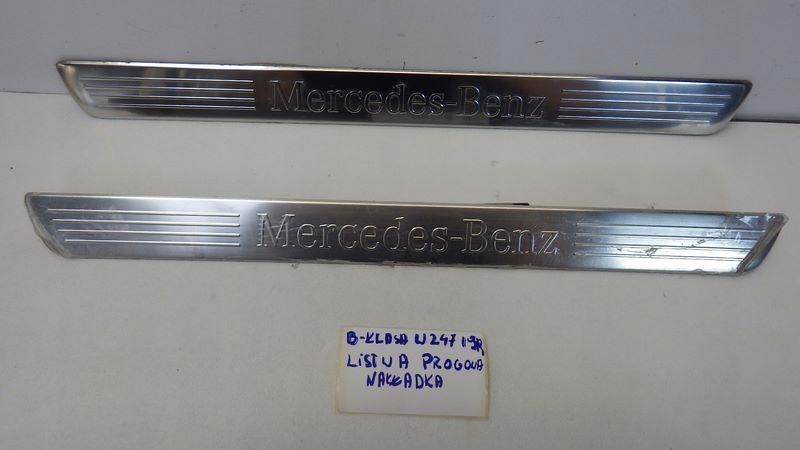 Mercedes-Benz
Mercedes-Benz
B-KLASA W247 19R
LISTWA PROGOWA
NAKŁADKA